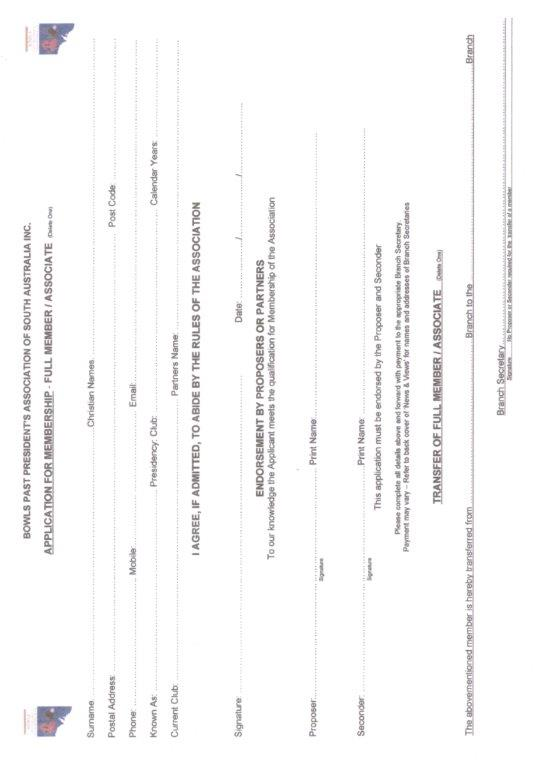 BOWLS PAST PRESIDENT'S ASSOCIATION OF SOUTH AUSTRALIA INC.
APPLICATION FOR MEMBERSHIP - FULL MEMBER / ASSOCIATE (Delete One)
Surname Christian Names
Postal Address: Post Code
Phone: Mobile: Email:
Known As: Presidency: Club: Calendar Years:
Current Club: Partners Name:
I AGREE, IF ADMITTED, TO ABIDE BY THE RULES OF THE ASSOCIATION
Signature: Date: / /
ENDORSEMENT BY PROPOSERS OR PARTNERS
To our knowledge the Applicant meets the qualification for Membership of the Association
Proposer: Print Name:
Signature
Seconder: Print Name:
Signature
This application must be endorsed by the Proposer and Seconder
Please complete all details above and forward with payment to the appropriate Branch Secretary.
Payment may vary – Refer to back cover of 'News & Views' for names and addresses of Branch Secretaries
TRANSFER OF FULL MEMBER / ASSOCIATE (Delete One)
The abovementioned member is hereby transferred from Branch to the Branch
Branch Secretary
Signature No Proposer or Seconder required for the transfer of a member